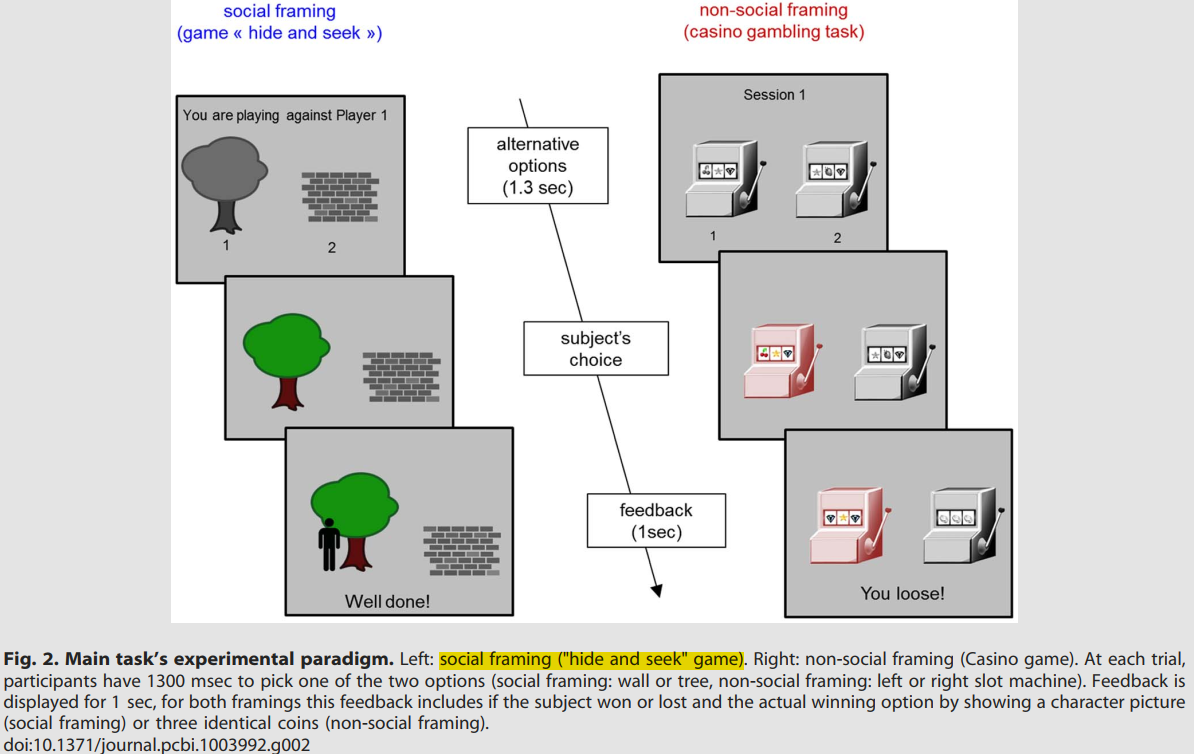 social framing
(game « hide and seek »)
non-social framing
(casino gambling task)
You are playing against Player 1
1
2
alternative
options
(1.3 sec)
Session 1
1
2
subject's
choice
feedback
(1sec)
Well done!
You loose!
Fig. 2. Main task's experimental paradigm. Left: social framing ("hide and seek" game). Right: non-social framing (Casino game). At each trial,
participants have 1300 msec to pick one of the two options (social framing: wall or tree, non-social framing: left or right slot machine). Feedback is
displayed for 1 sec, for both framings this feedback includes if the subject won or lost and the actual winning option by showing a character picture
(social framing) or three identical coins (non-social framing).
doi:10.1371/journal.pcbi.1003992.g002